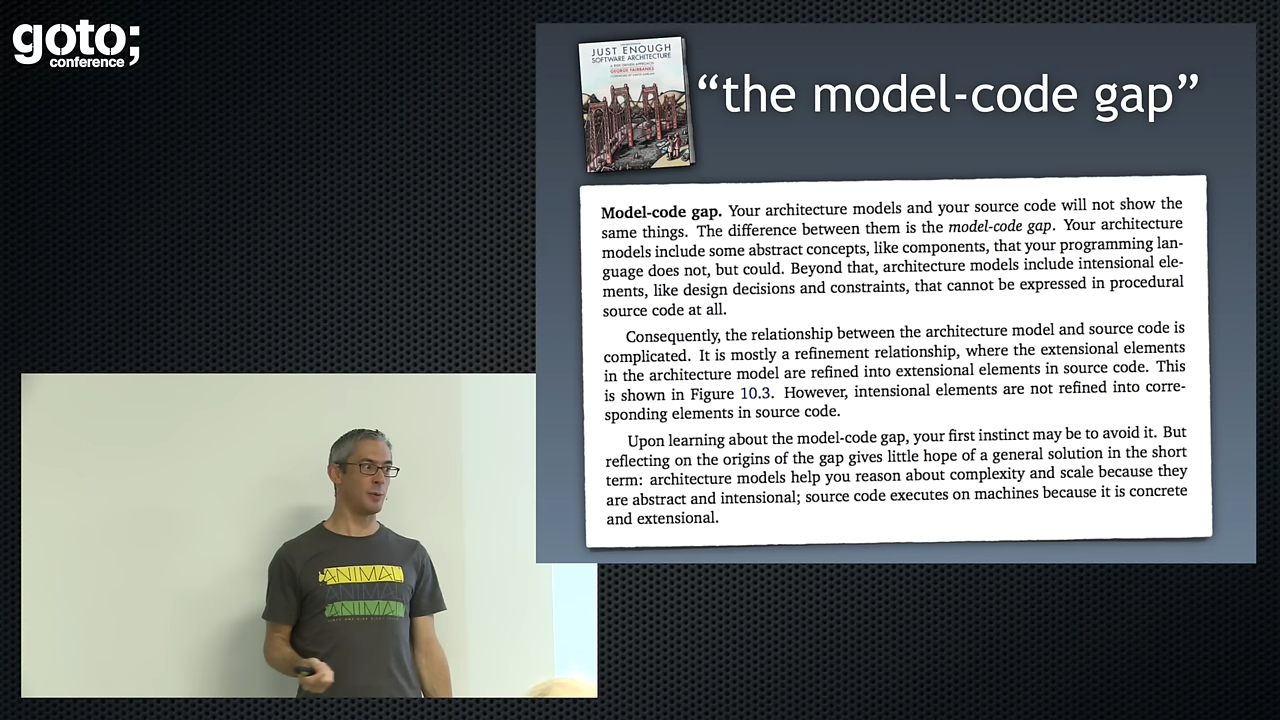 goto;
conference
JUST ENOUGH
SOFTWARE ARCHITECTURE
A RISK-DRIVEN APPROACH
GEORGE FAIRBANKS
“the model-code gap”
Model-code gap. Your architecture models and your source code will not show the
same things. The difference between them is the model-code gap. Your architecture
models include some abstract concepts, like components, that your programming lan-
guage does not, but could. Beyond that, architecture models include intensional ele-
ments, like design decisions and constraints, that cannot be expressed in procedural
source code at all.
Consequently, the relationship between the architecture model and source code is
complicated. It is mostly a refinement relationship, where the extensional elements
in the architecture model are refined into extensional elements in source code. This
is shown in Figure 10.3. However, intensional elements are not refined into corre-
sponding elements in source code.
Upon learning about the model-code gap, your first instinct may be to avoid it. But
reflecting on the origins of the gap gives little hope of a general solution in the short
term: architecture models help you reason about complexity and scale because they
are abstract and intensional; source code executes on machines because it is concrete
and extensional.
ANIMAL
ANIMAL
ANIMAL